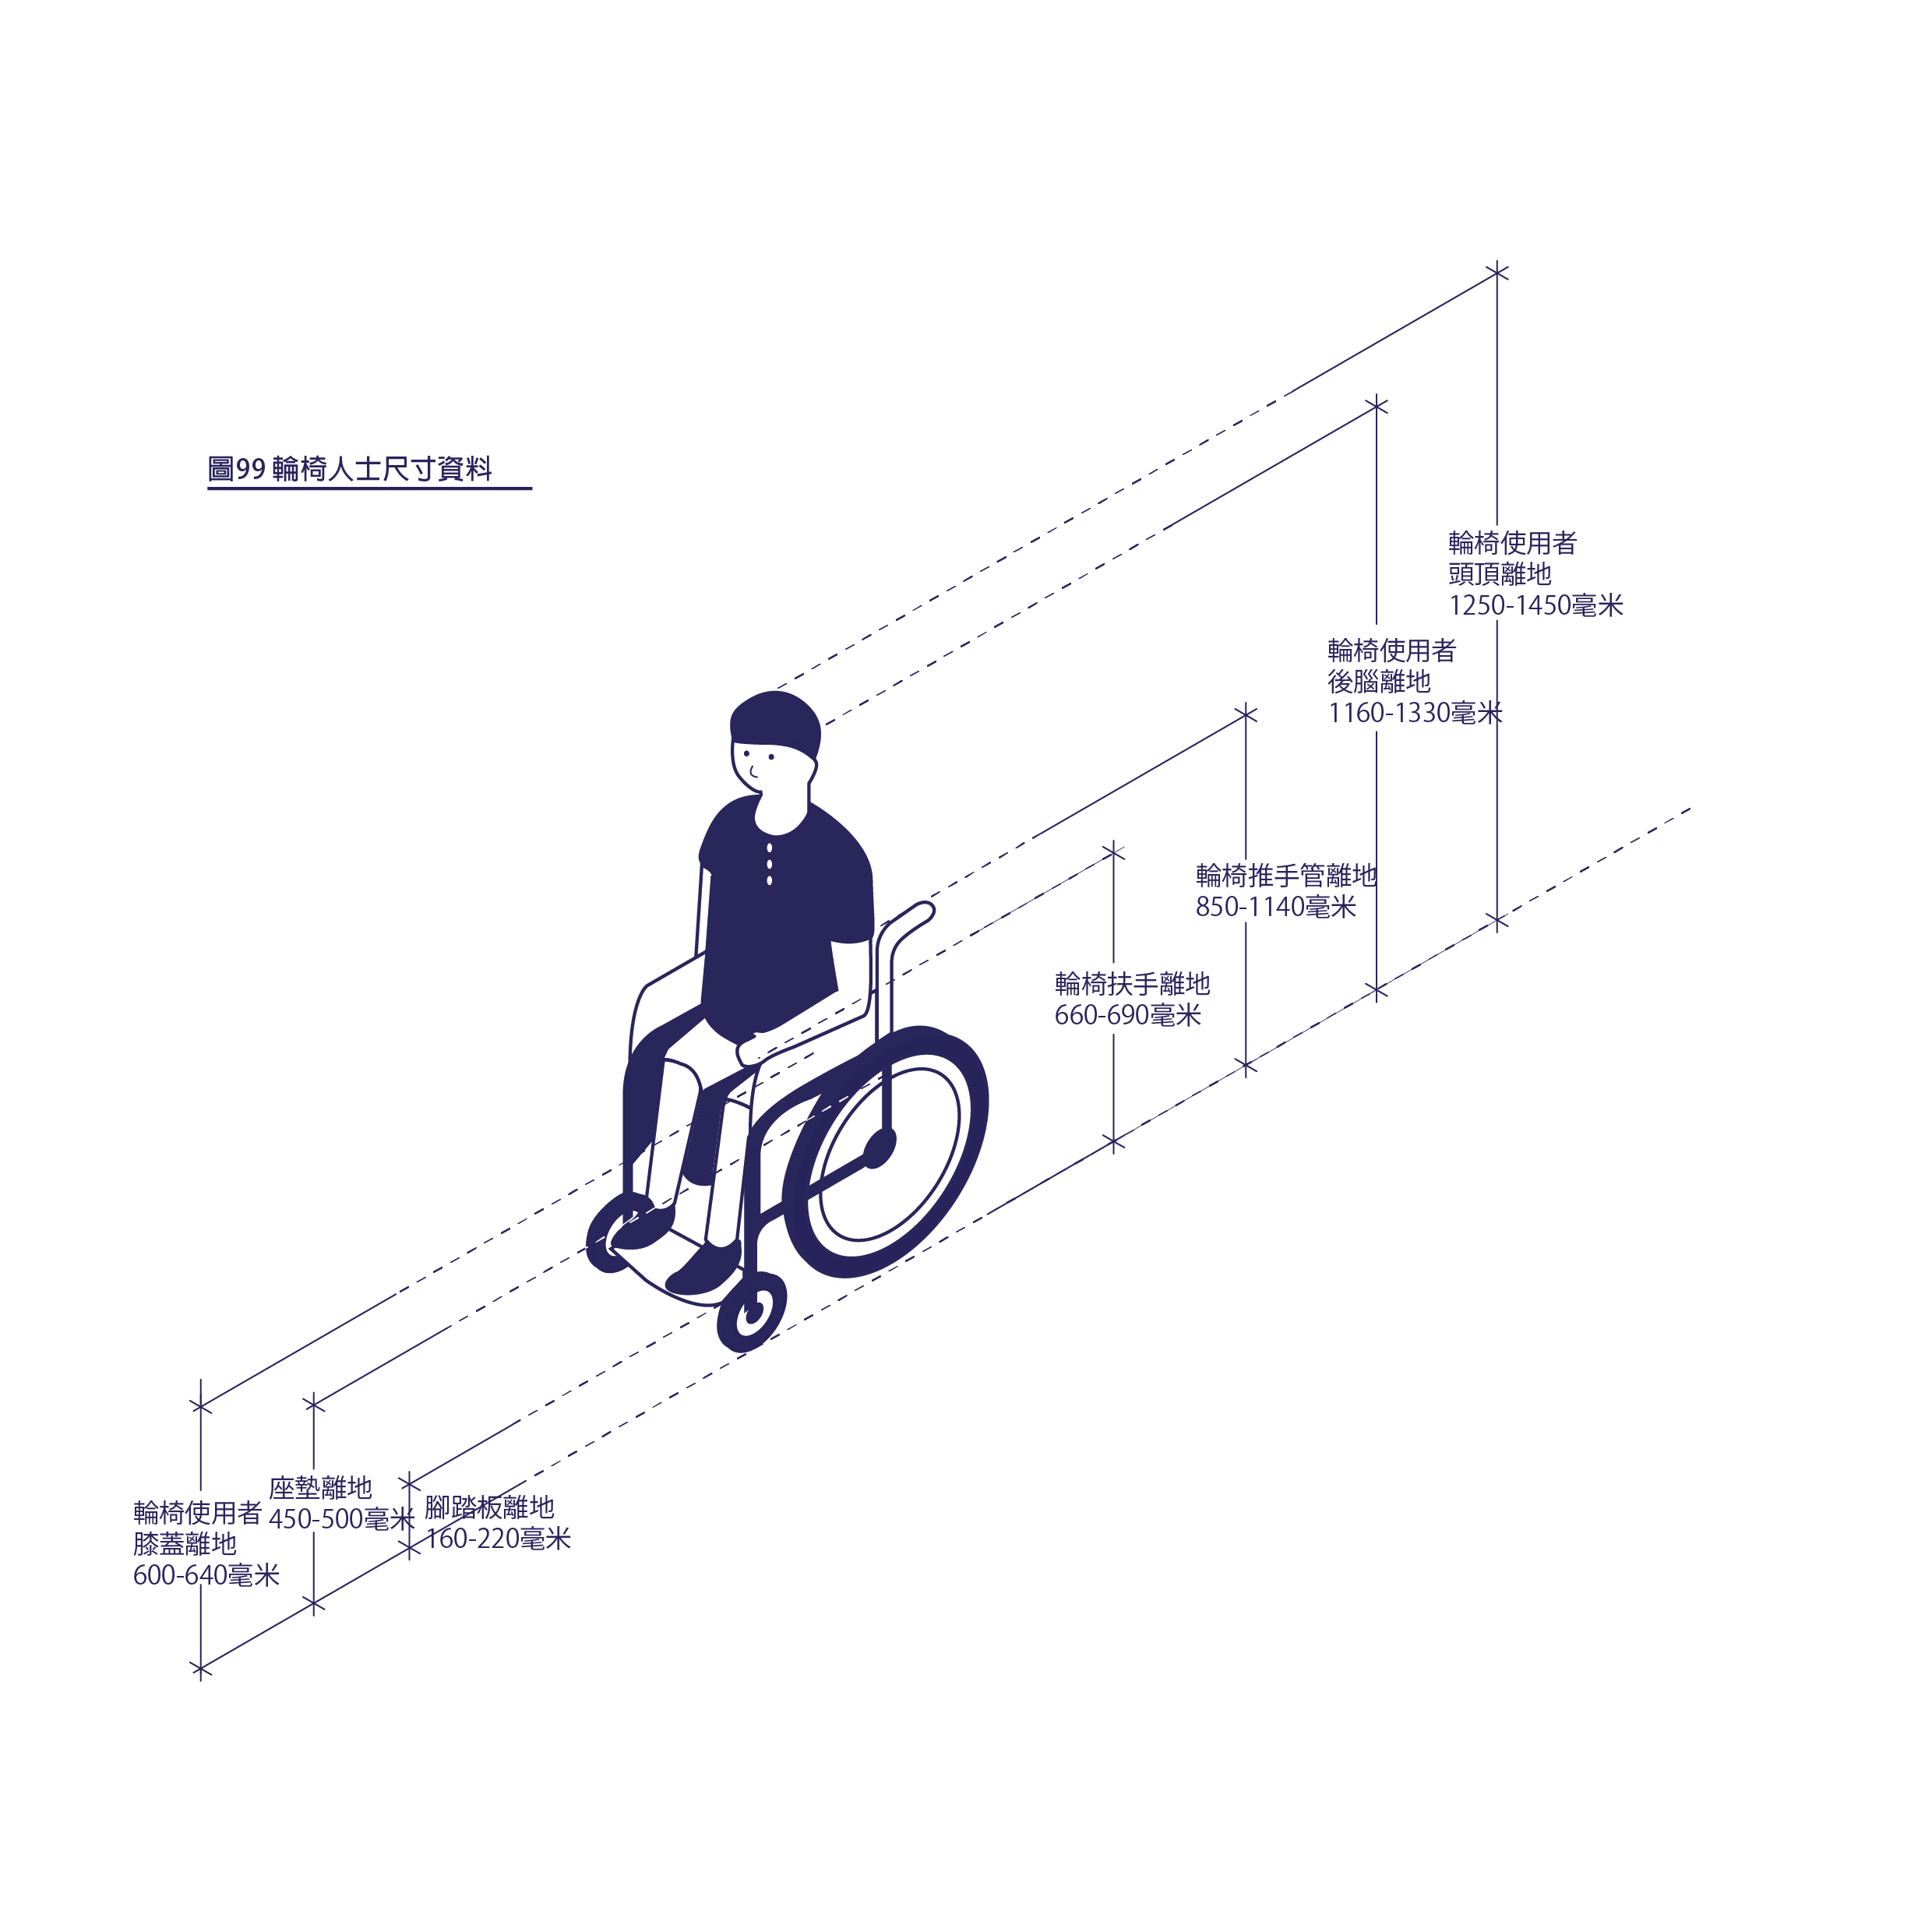 圖99 輪椅人士尺寸資料
輪椅使用者
頭頂離地
1250-1450毫米
輪椅使用者
後腦離地
1160-1330毫米
輪椅推手管離地
850-1140毫米
輪椅扶手離地
660-690毫米
座墊離地
450-500毫米
腳踏板離地
160-220毫米
輪椅使用者
膝蓋離地
600-640毫米